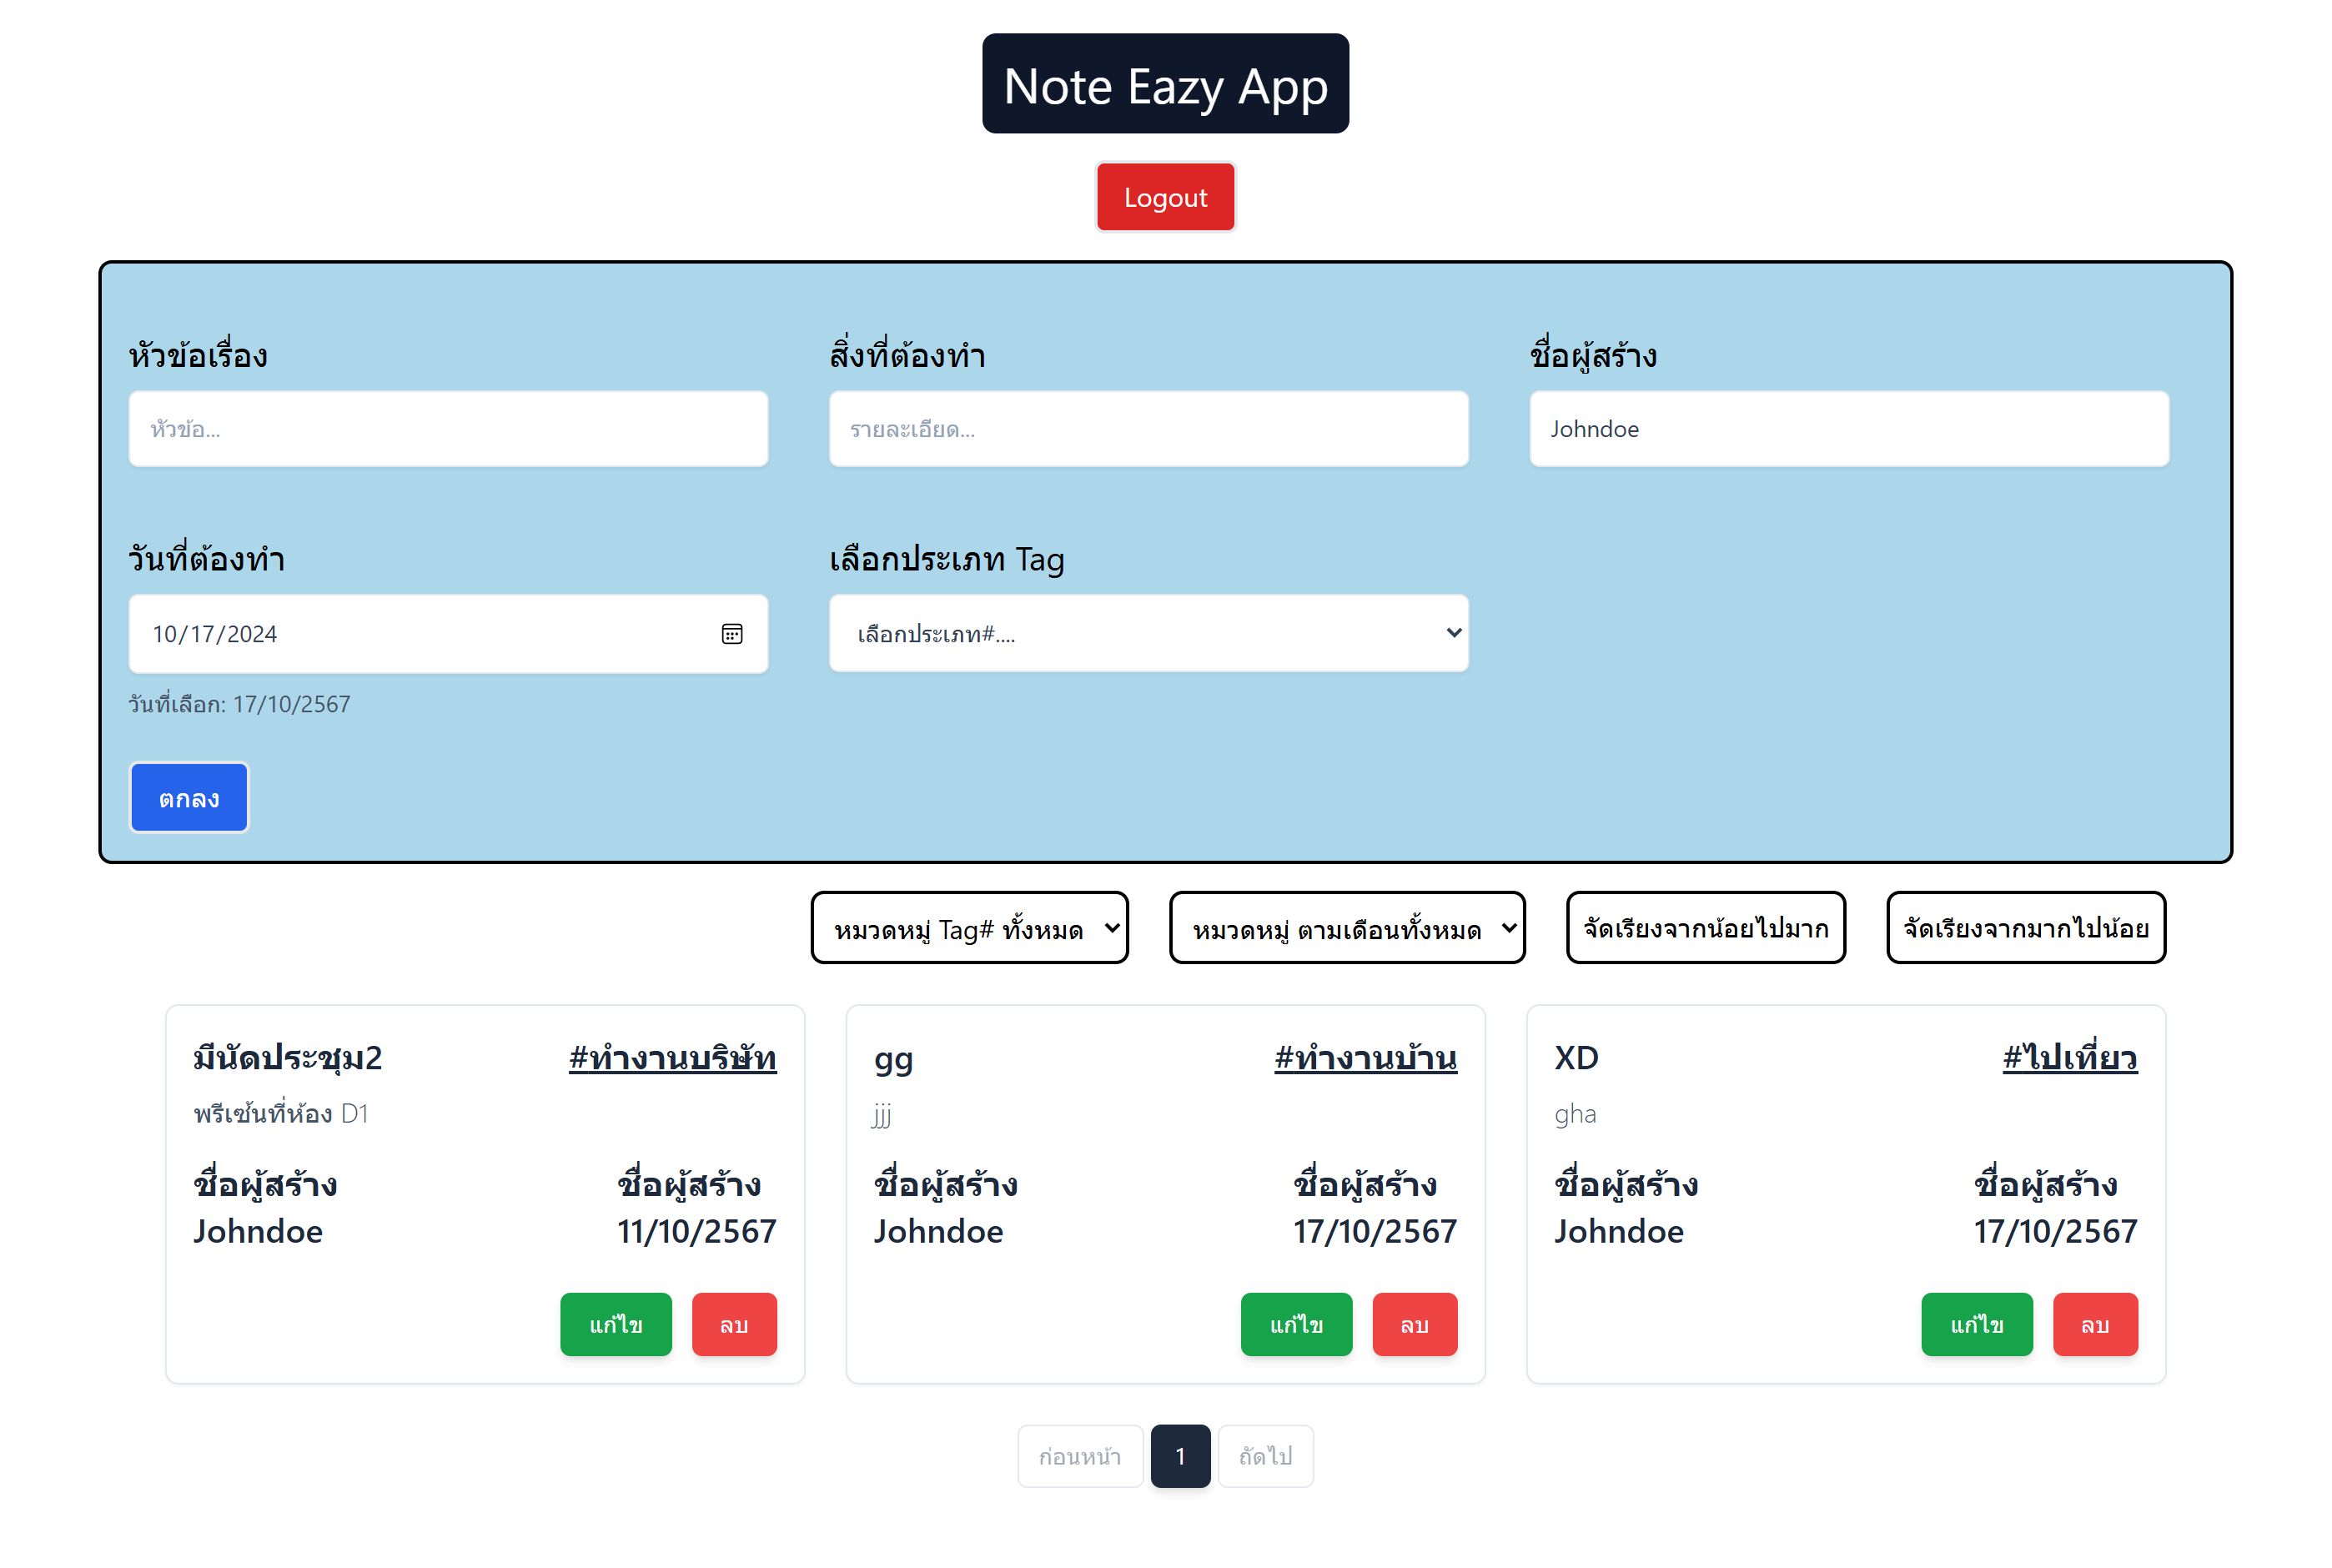 Note Eazy App
Logout
หัวข้อเรื่อง
หัวข้อ...
สิ่งที่ต้องทำ
รายละเอียด...
ชื่อผู้สร้าง
Johndoe
วันที่ต้องทำ
10/17/2024
วันที่เลือก: 17/10/2567
เลือกประเภท Tag
เลือกประเภท#....
ตกลง
หมวดหมู่ Tag# ทั้งหมด
หมวดหมู่ ตามเดือนทั้งหมด
จัดเรียงจากน้อยไปมาก
จัดเรียงจากมากไปน้อย
มีนัดประชุม2
#ทำงานบริษัท
พรีเซ้นที่ห้อง D1
ชื่อผู้สร้าง
Johndoe
ชื่อผู้สร้าง
11/10/2567
แก้ไข
ลบ
gg
#ทำงานบ้าน
jjj
ชื่อผู้สร้าง
Johndoe
ชื่อผู้สร้าง
17/10/2567
แก้ไข
ลบ
XD
#ไปเที่ยว
gha
ชื่อผู้สร้าง
Johndoe
ชื่อผู้สร้าง
17/10/2567
แก้ไข
ลบ
ก่อนหน้า
1
ถัดไป